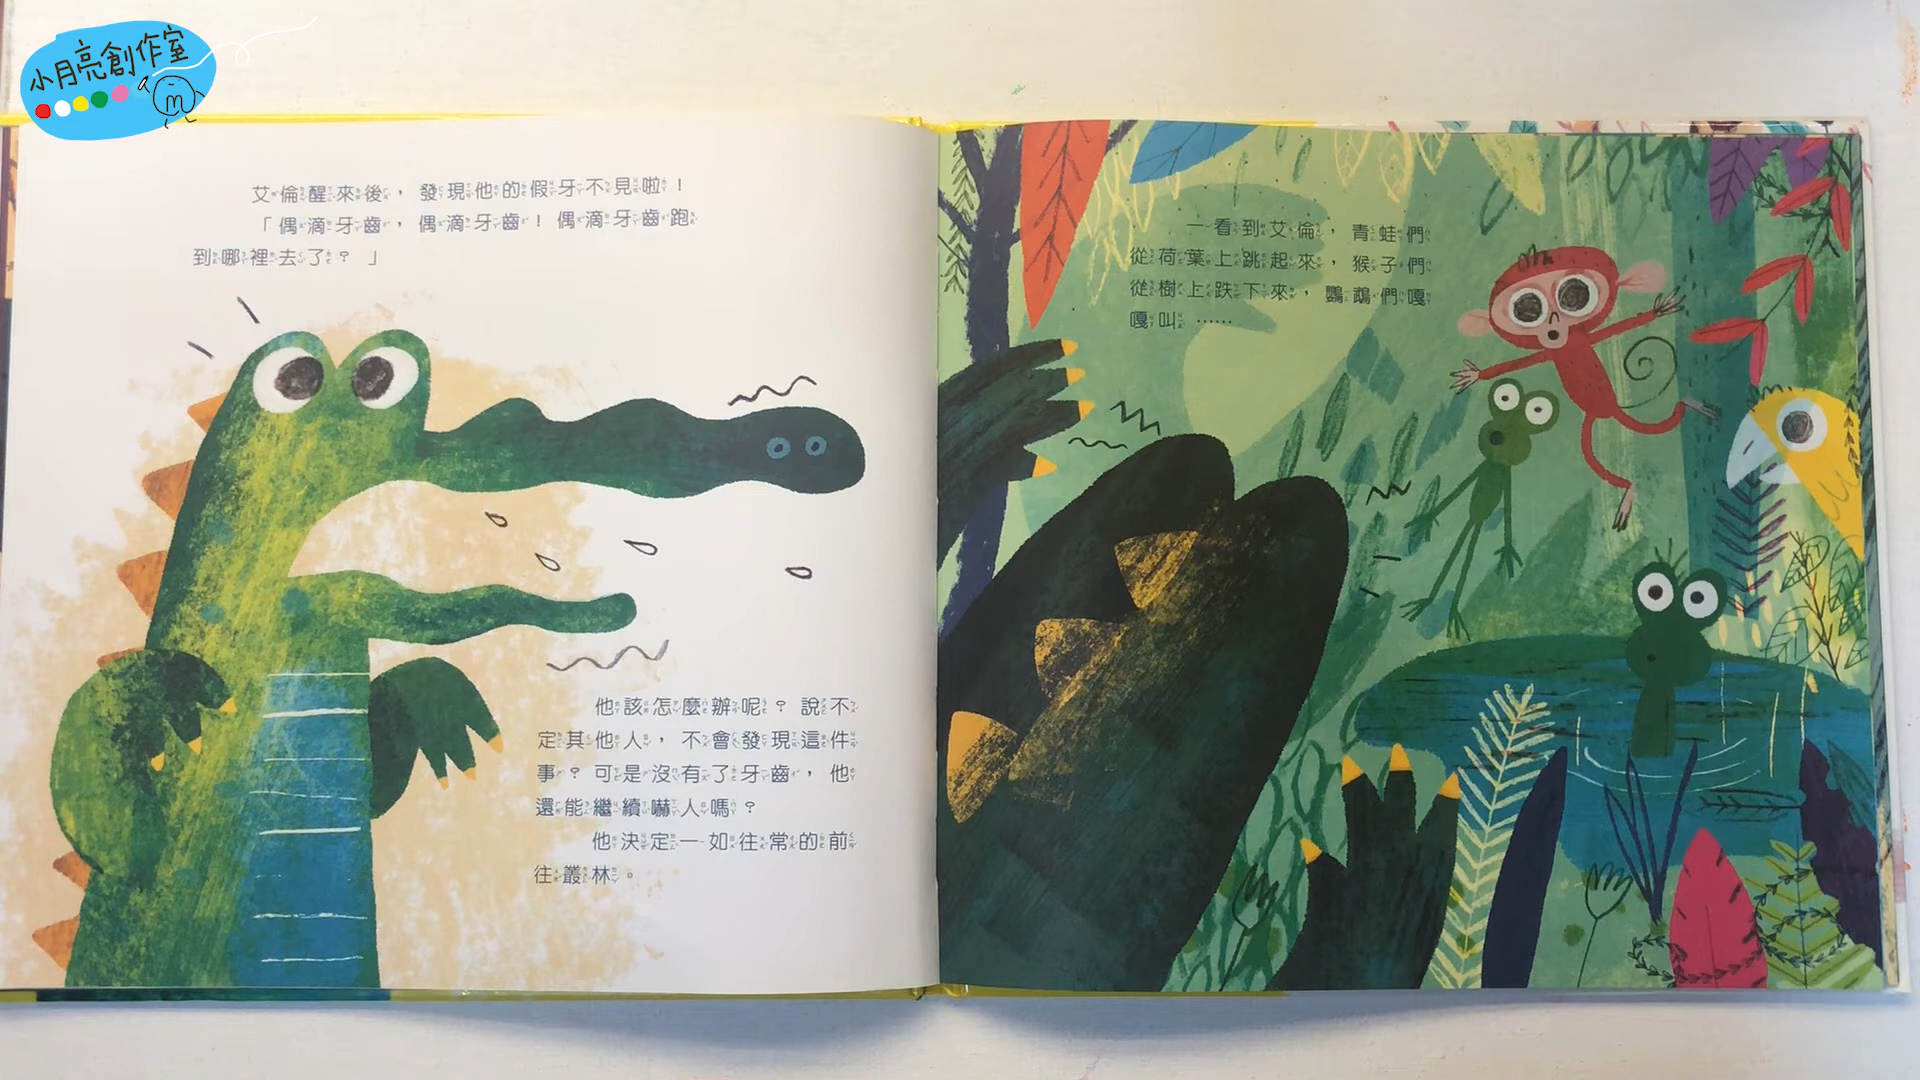 小月亮創作室
m
艾倫醒來後，發現他的假牙不見啦！
「偶滴牙齒，偶滴牙齒！偶滴牙齒跑
到哪裡去了？」
他該怎麼辦呢？說不
定其他人，不會發現這件
事？可是沒有了牙齒，他
還能繼續嚇人嗎？
他決定一如往常的前
往叢林。
一看到艾倫，青蛙們
從荷葉上跳起來，猴子們
從樹上跌下來，鸚鵡們嘎
嘎叫……